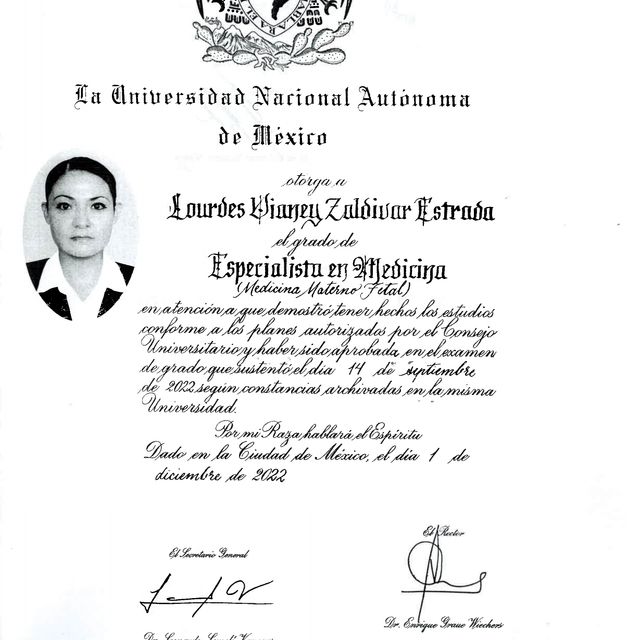 La Universidad Nacional Autónoma
de México
otorga a
Lourdes Vianey Zaldivar Estrada
el grado de
Especialista en Medicina
(Medicina Materno Fetal)
en atención a que demostró tener hechos los estudios
conforme a los planes autorizados por el Consejo
Universitario y haber sido aprobada en el examen
de grado que sustentó el día 14 de septiembre
de 2022 según constancias archivadas en la misma
Universidad.
Por mi Raza hablará el Espíritu
Dado en la Ciudad de México, el día 1 de
diciembre de 2022
El Secretario General
El Rector
Dr. Enrique Graue Wiechers